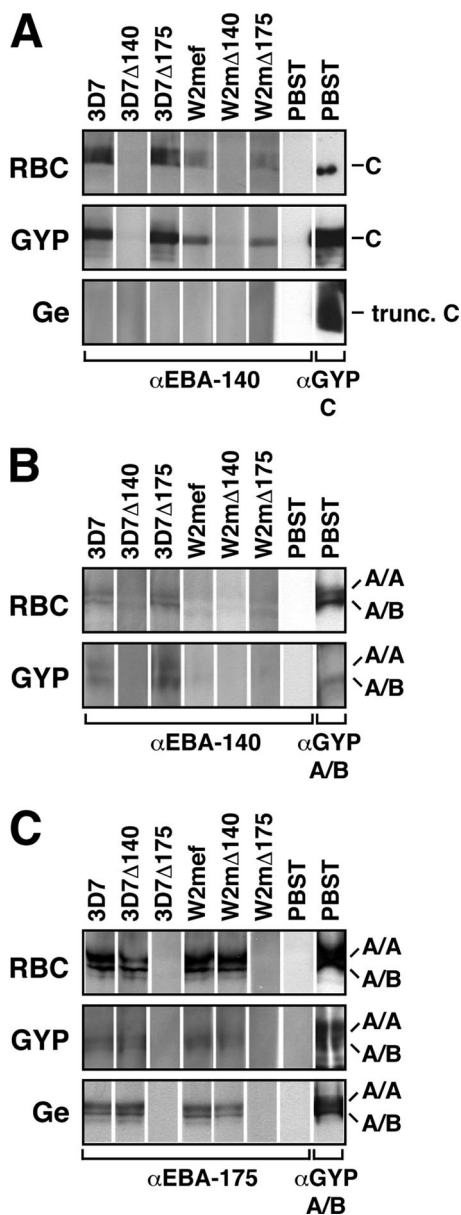 A
3D7 3D7Δ140 3D7Δ175 W2mef W2mΔ140 W2mΔ175 PBST PBST
RBC –C
GYP –C
Ge – trunc. C
αEBA-140 αGYP
C
B
3D7 3D7Δ140 3D7Δ175 W2mef W2mΔ140 W2mΔ175 PBST PBST
RBC A/A
A/B
GYP A/A
A/B
αEBA-140 αGYP
A/B
C
3D7 3D7Δ140 3D7Δ175 W2mef W2mΔ140 W2mΔ175 PBST PBST
RBC A/A
A/B
GYP A/A
A/B
Ge A/A
A/B
αEBA-175 αGYP
A/B